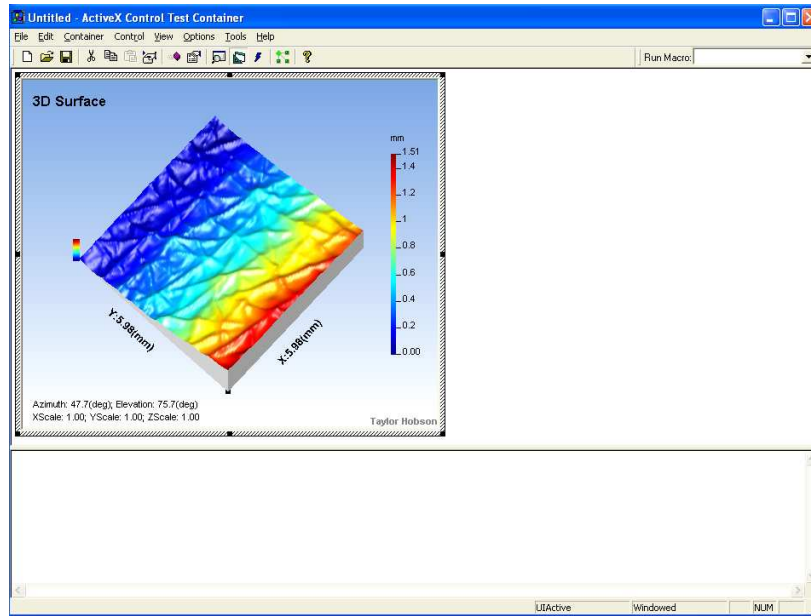 Untitled - ActiveX Control Test Container
File Edit Container Control View Options Tools Help
Run Macro:
3D Surface
mm
1.51
1.4
1.2
1
0.8
0.6
0.4
0.2
0.00
Y:5.98(mm)
X:5.98(mm)
Azimuth: 47.7(deg); Elevation: 75.7(deg)
XScale: 1.00; YScale: 1.00; ZScale: 1.00
Taylor Hobson
UIActive Windowed NUM